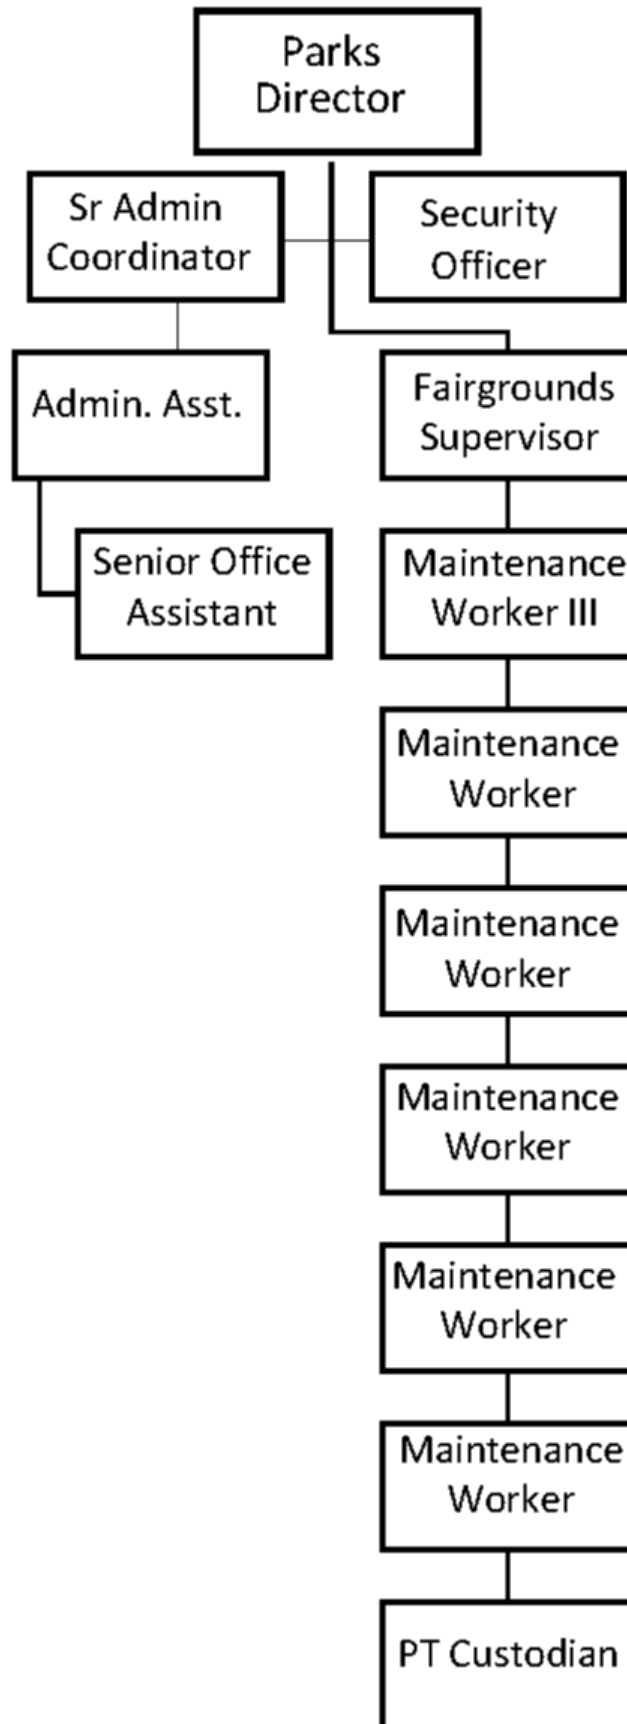 Parks
Director
Sr Admin
Coordinator
Security
Officer
Admin. Asst.
Fairgrounds
Supervisor
Senior Office
Assistant
Maintenance
Worker III
Maintenance
Worker
Maintenance
Worker
Maintenance
Worker
Maintenance
Worker
Maintenance
Worker
PT Custodian